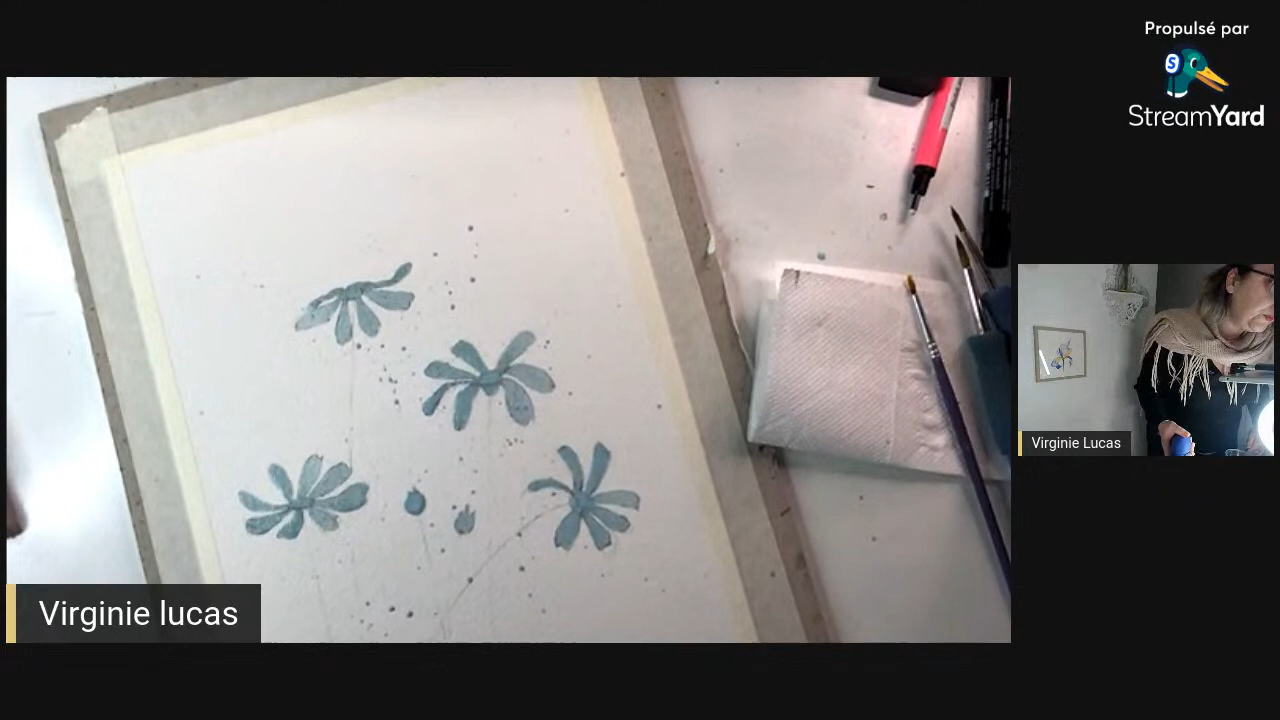 Propulsé par
S
StreamYard
Virginie Lucas
Virginie lucas